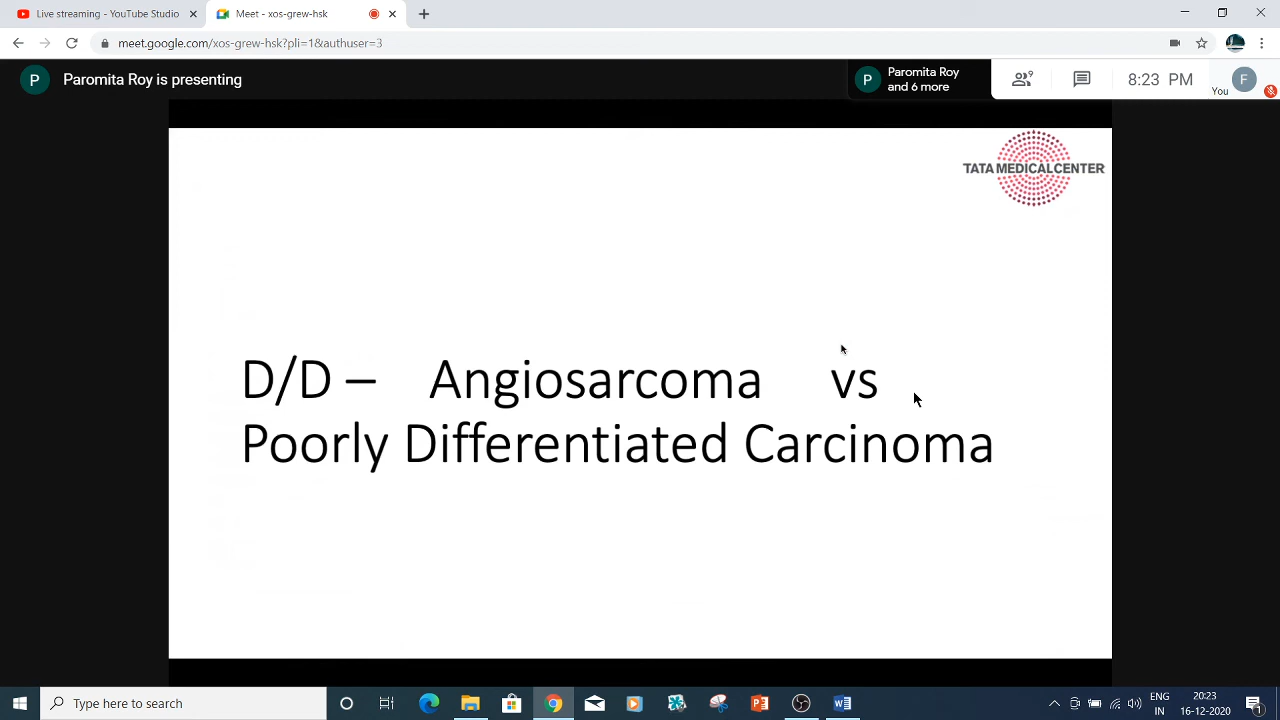 Live streaming - YouTube Studio
Meet - xos-grew-hsk
meet.google.com/xos-grew-hsk?pli=1&authuser=3
P
Paromita Roy is presenting
P
Paromita Roy
and 6 more
9
8:23 PM
You
F
TATA MEDICAL CENTER
D/D – Angiosarcoma vs
Poorly Differentiated Carcinoma
Type here to search
ENG
IN
20:23
16-12-2020